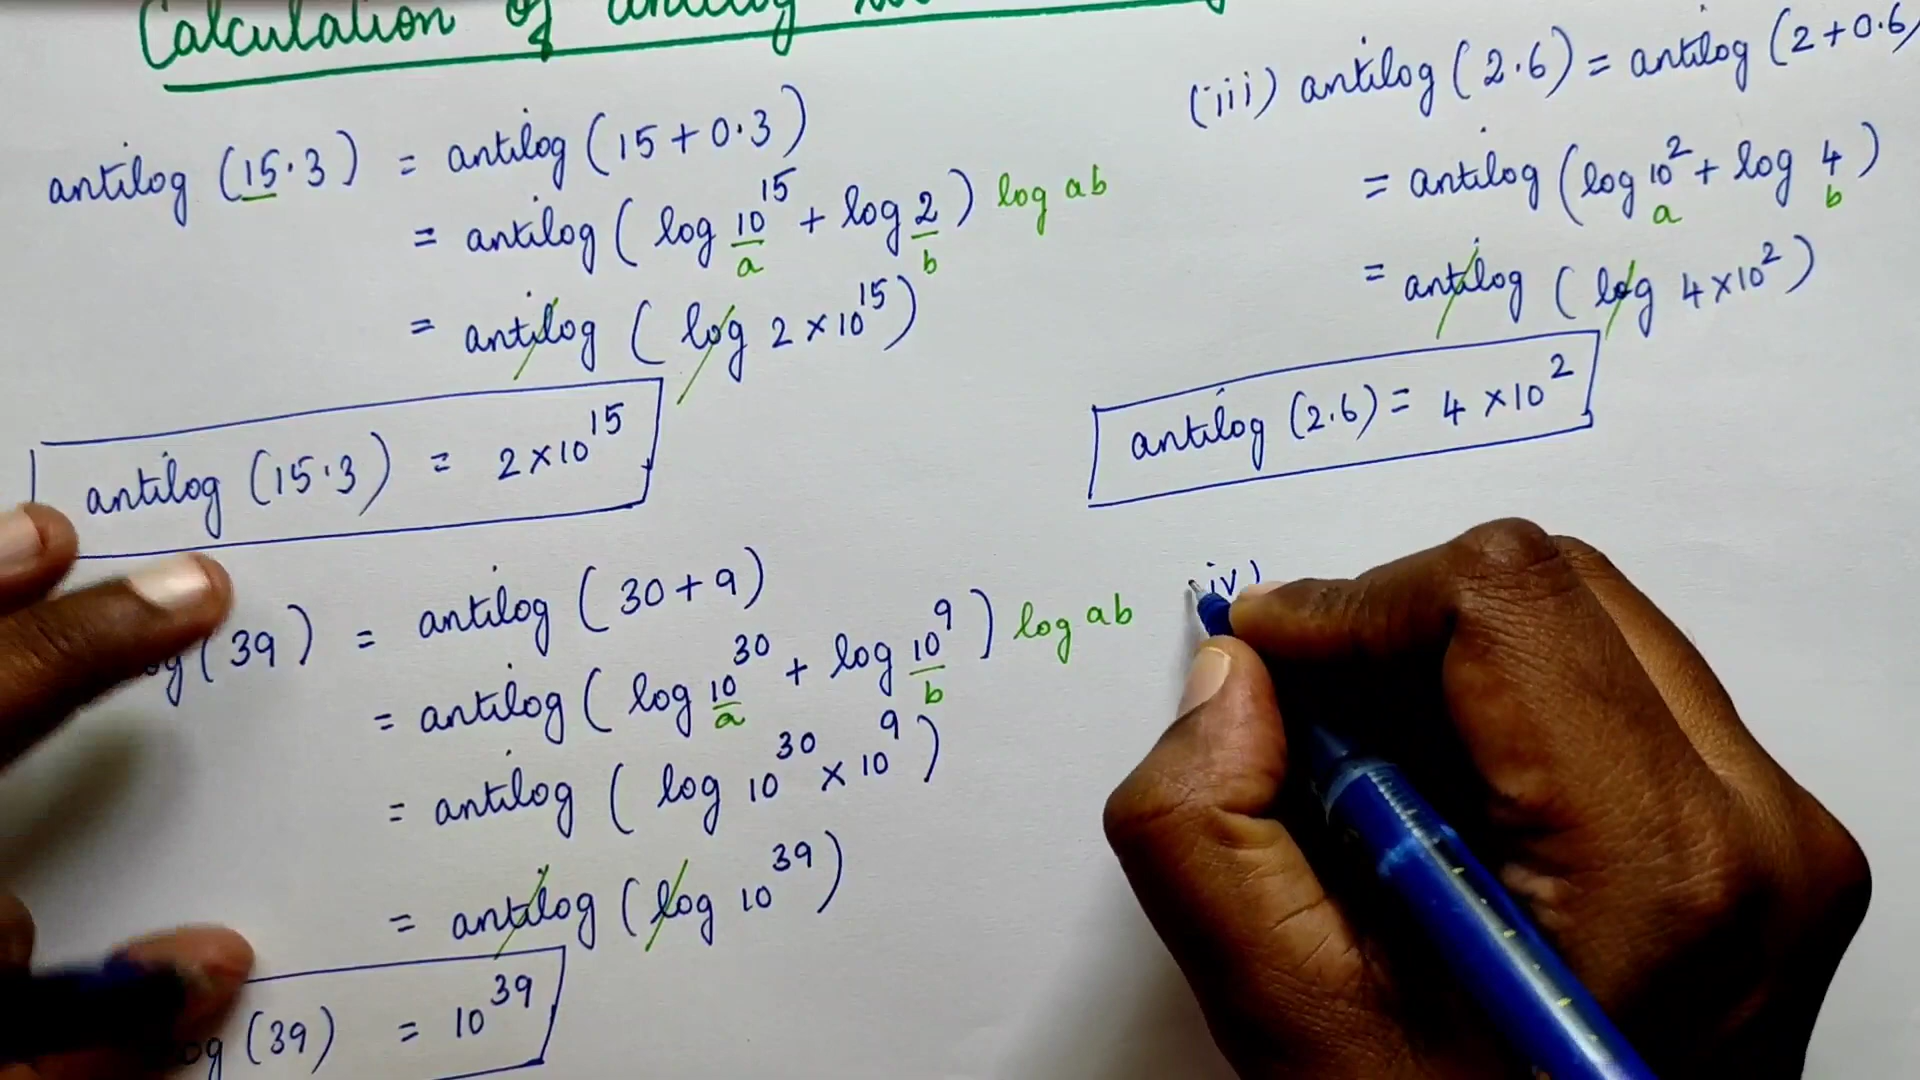 Calculation of antilog
antilog (15.3) = antilog (15 + 0.3)
= antilog ( log 10^15 + log 2 ) log ab
a b
= antilog ( log 2 × 10^15 )
antilog (15.3) = 2 × 10^15
(39) = antilog (30 + 9)
= antilog ( log 10^30 + log 10^9 ) log ab
a b
= antilog ( log 10^30 × 10^9 )
= antilog ( log 10^39 )
(39) = 10^39
(iii) antilog (2.6) = antilog (2 + 0.6)
= antilog ( log 10^2 + log 4 )
a b
= antilog ( log 4 × 10^2 )
antilog (2.6) = 4 × 10^2
iv)